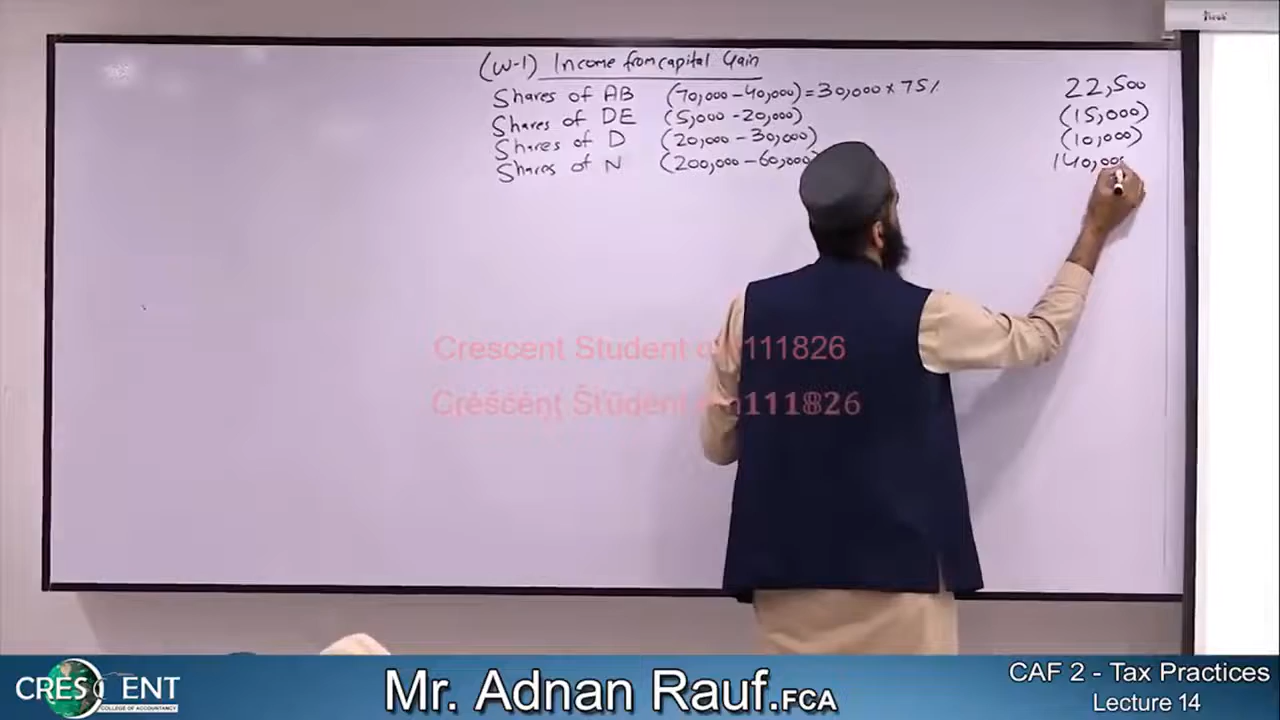 (W-1) Income from capital Gain
Shares of AB (70,000 - 40,000) = 30,000 × 75% 22,500
Shares of DE (5,000 - 20,000) (15,000)
Shares of D (20,000 - 30,000) (10,000)
Shares of N (200,000 - 60,000) 140,000
Crescent Student 111826
Crescent Student 111826
CRESCENT
COLLEGE OF ACCOUNTANCY
Mr. Adnan Rauf.FCA
CAF 2 - Tax Practices
Lecture 14